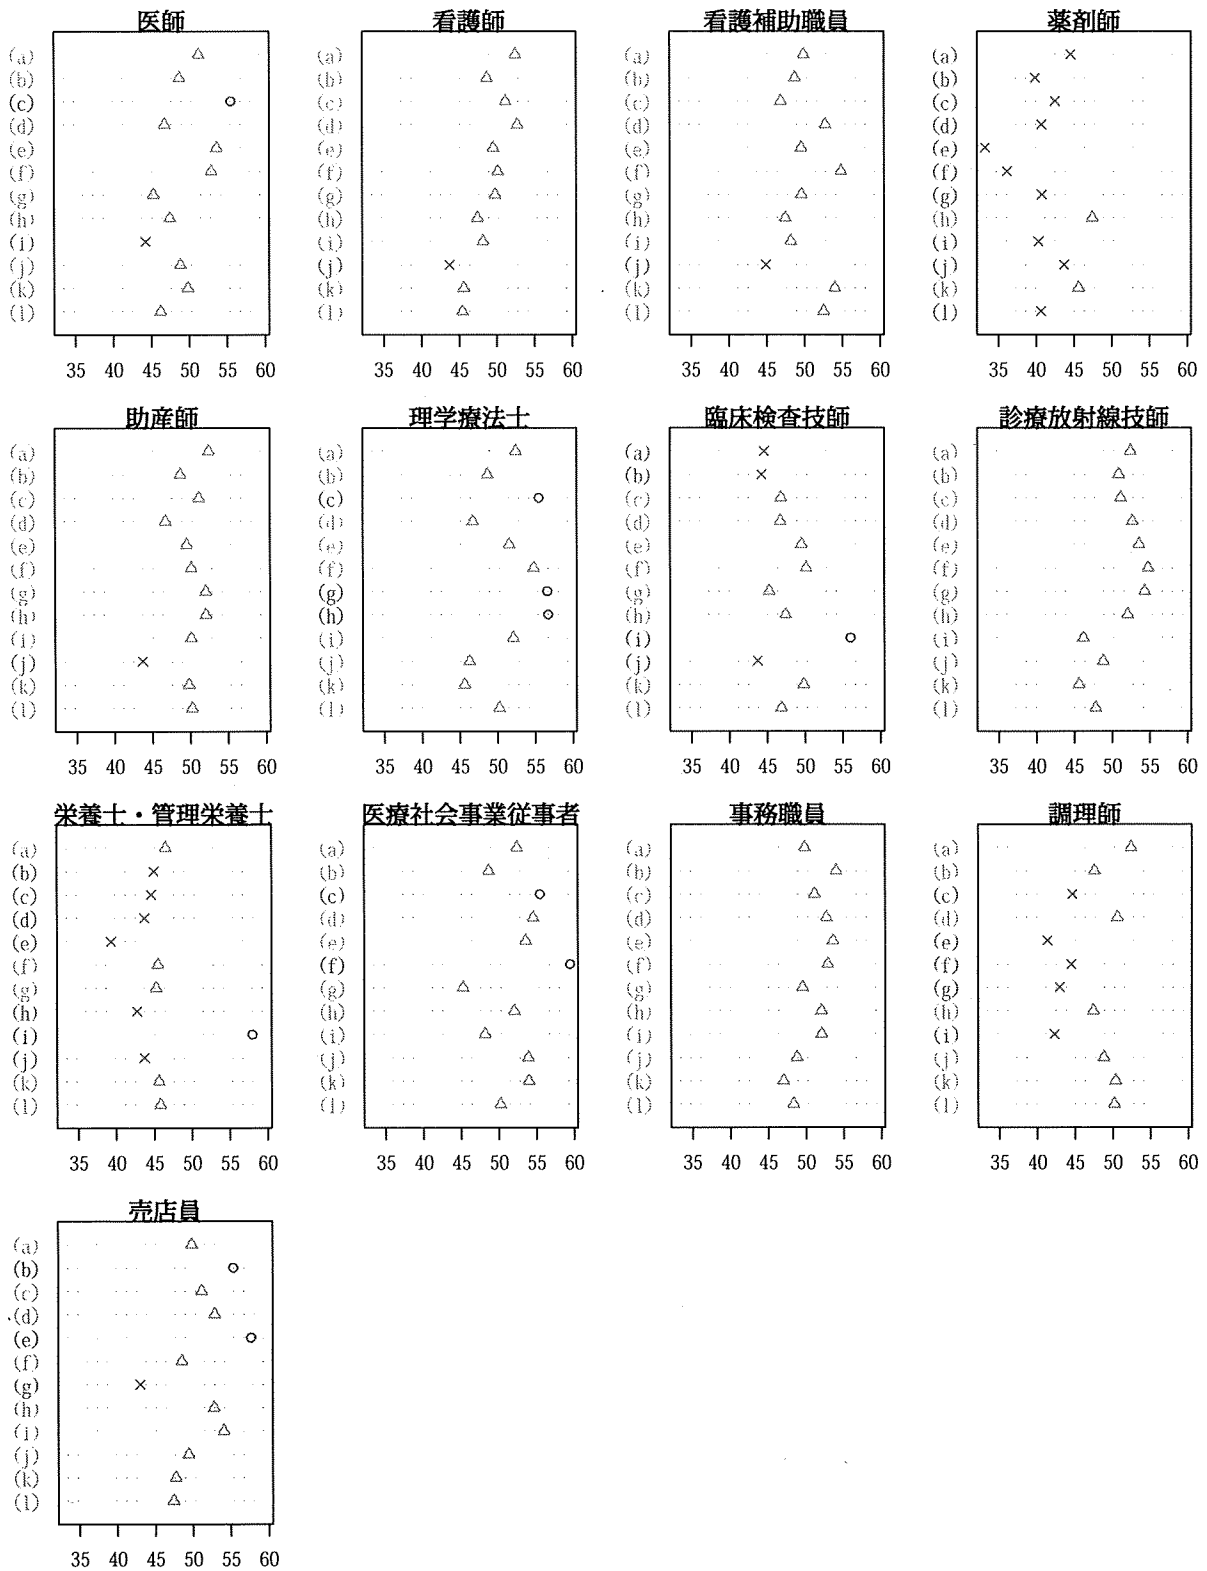 医師 看護師 看護補助職員 薬剤師
(a) (a) (a) (a)
(b) (b) (b) (b)
(c) (c) (c) (c)
(d) (d) (d) (d)
(e) (e) (e) (e)
(f) (f) (f) (f)
(g) (g) (g) (g)
(h) (h) (h) (h)
(i) (i) (i) (i)
(j) (j) (j) (j)
(k) (k) (k) (k)
(l) (l) (l) (l)
35 40 45 50 55 60 35 40 45 50 55 60 35 40 45 50 55 60 35 40 45 50 55 60
助産師 理学療法士 臨床検査技師 診療放射線技師
(a) (a) (a) (a)
(b) (b) (b) (b)
(c) (c) (c) (c)
(d) (d) (d) (d)
(e) (e) (e) (e)
(f) (f) (f) (f)
(g) (g) (g) (g)
(h) (h) (h) (h)
(i) (i) (i) (i)
(j) (j) (j) (j)
(k) (k) (k) (k)
(l) (l) (l) (l)
35 40 45 50 55 60 35 40 45 50 55 60 35 40 45 50 55 60 35 40 45 50 55 60
栄養士・管理栄養士 医療社会事業従事者 事務職員 調理師
(a) (a) (a) (a)
(b) (b) (b) (b)
(c) (c) (c) (c)
(d) (d) (d) (d)
(e) (e) (e) (e)
(f) (f) (f) (f)
(g) (g) (g) (g)
(h) (h) (h) (h)
(i) (i) (i) (i)
(j) (j) (j) (j)
(k) (k) (k) (k)
(l) (l) (l) (l)
35 40 45 50 55 60 35 40 45 50 55 60 35 40 45 50 55 60 35 40 45 50 55 60
売店員
(a)
(b)
(c)
(d)
(e)
(f)
(g)
(h)
(i)
(j)
(k)
(l)
35 40 45 50 55 60